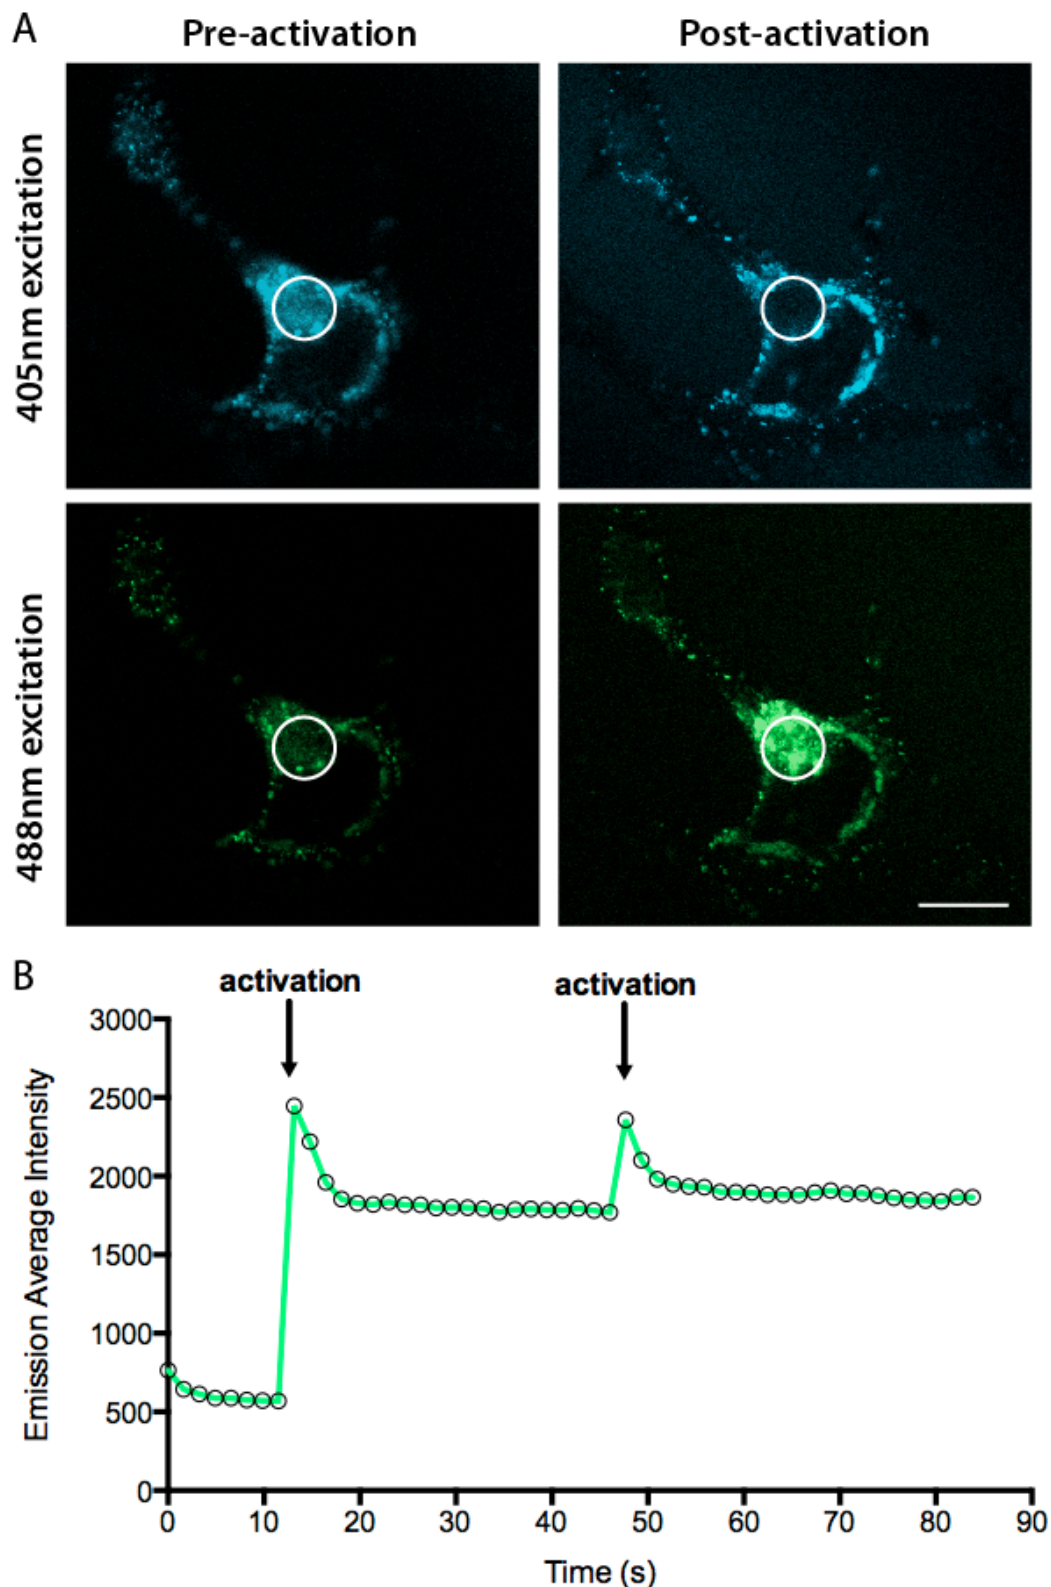 A
Pre-activation
Post-activation
405nm excitation
488nm excitation
B
activation
activation
3000
2500
2000
1500
1000
500
0
Emission Average Intensity
0 10 20 30 40 50 60 70 80 90
Time (s)